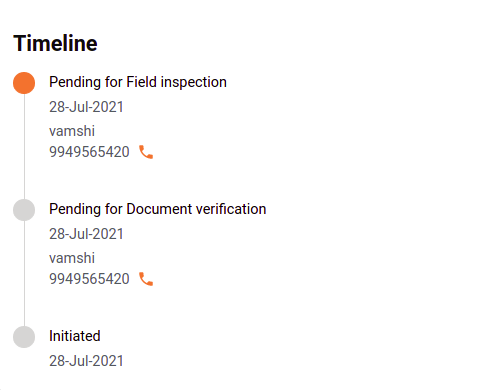 Timeline
Pending for Field inspection
28-Jul-2021
vamshi
9949565420
Pending for Document verification
28-Jul-2021
vamshi
9949565420
Initiated
28-Jul-2021